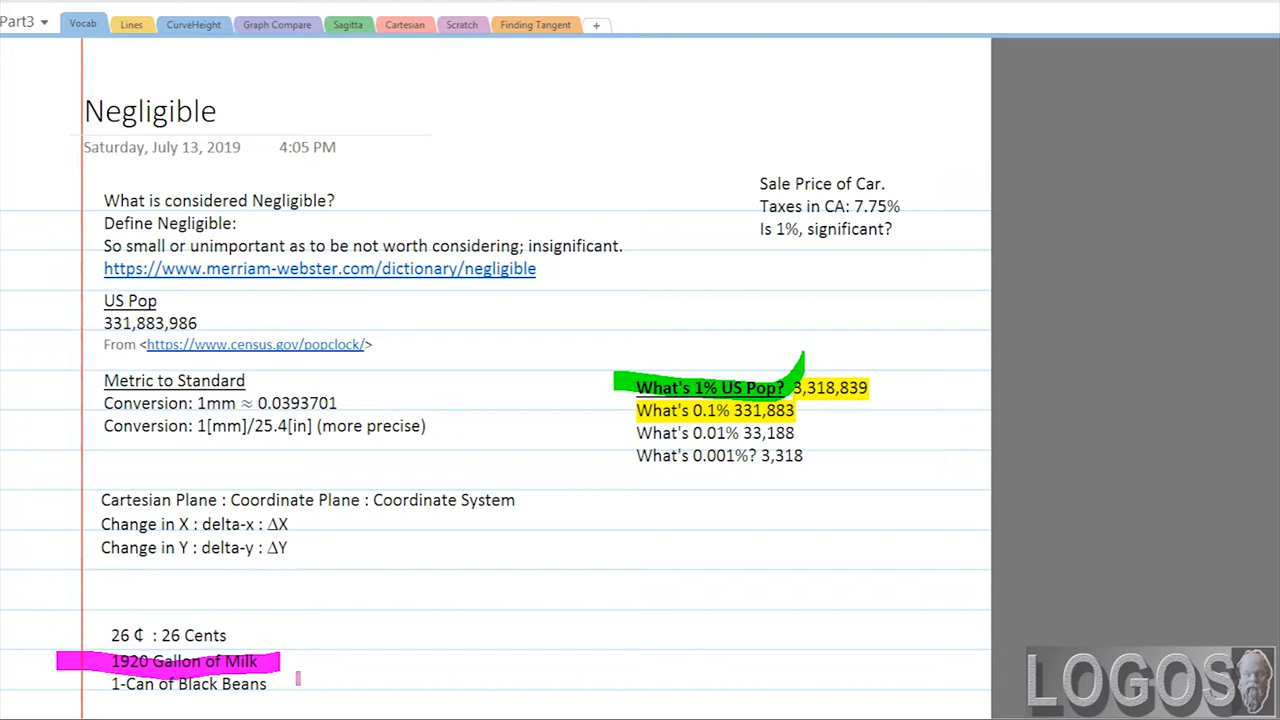 Part3
Vocab
Lines
CurveHeight
Graph Compare
Sagitta
Cartesian
Scratch
Finding Tangent
+
Negligible
Saturday, July 13, 2019 4:05 PM
What is considered Negligible?
Define Negligible:
So small or unimportant as to be not worth considering; insignificant.
https://www.merriam-webster.com/dictionary/negligible
Sale Price of Car.
Taxes in CA: 7.75%
Is 1%, significant?
US Pop
331,883,986
From <https://www.census.gov/popclock/>
Metric to Standard
Conversion: 1mm ≈ 0.0393701
Conversion: 1[mm]/25.4[in] (more precise)
What's 1% US Pop? 3,318,839
What's 0.1% 331,883
What's 0.01% 33,188
What's 0.001%? 3,318
Cartesian Plane : Coordinate Plane : Coordinate System
Change in X : delta-x : ΔX
Change in Y : delta-y : ΔY
26 ₵ : 26 Cents
1920 Gallon of Milk
1-Can of Black Beans
LOGOS